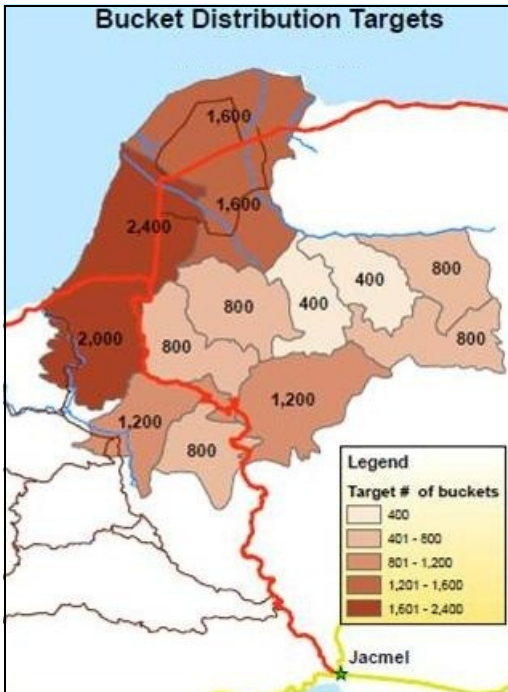 Bucket Distribution Targets
1,600
1,600
2,400
800
400
400
800
2,000
800
800
1,200
1,200
800
Legend
Target # of buckets
400
401 - 800
801 - 1,200
1,201 - 1,600
1,601 - 2,400
Jacmel